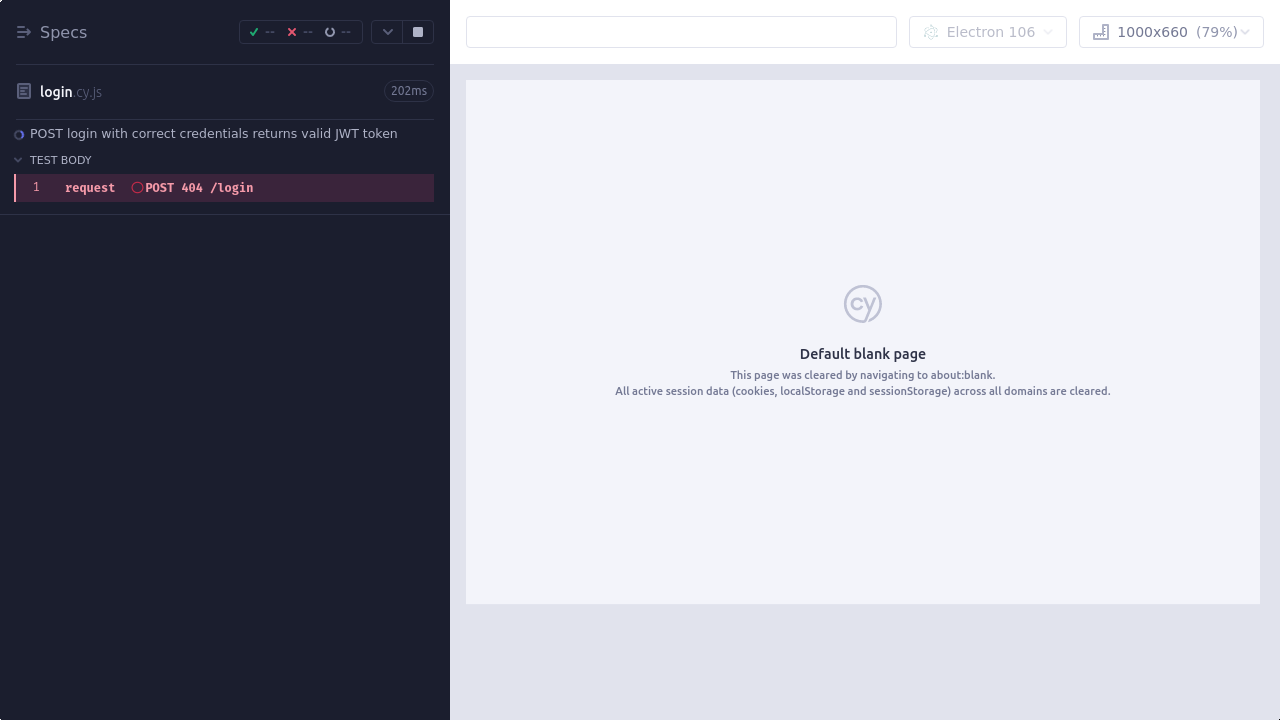 Specs
--
--
--
login.cy.js
202ms
POST login with correct credentials returns valid JWT token
TEST BODY
1 request POST 404 /login
Electron 106
1000x660 (79%)
cy
Default blank page
This page was cleared by navigating to about:blank.
All active session data (cookies, localStorage and sessionStorage) across all domains are cleared.